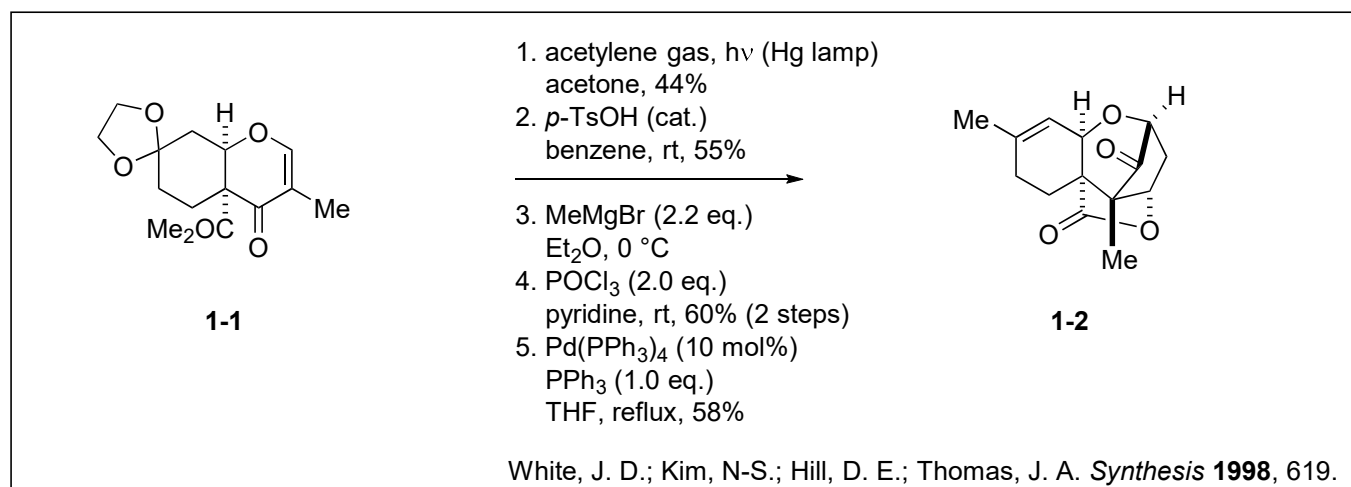 1. acetylene gas, hν (Hg lamp)
acetone, 44%
2. p-TsOH (cat.)
benzene, rt, 55%
3. MeMgBr (2.2 eq.)
Et2O, 0 °C
4. POCl3 (2.0 eq.)
pyridine, rt, 60% (2 steps)
5. Pd(PPh3)4 (10 mol%)
PPh3 (1.0 eq.)
THF, reflux, 58%
O
O
H
O
Me
MeO2C
O
1-1
Me
H
O
H
O
O
O
Me
1-2
White, J. D.; Kim, N-S.; Hill, D. E.; Thomas, J. A. Synthesis 1998, 619.